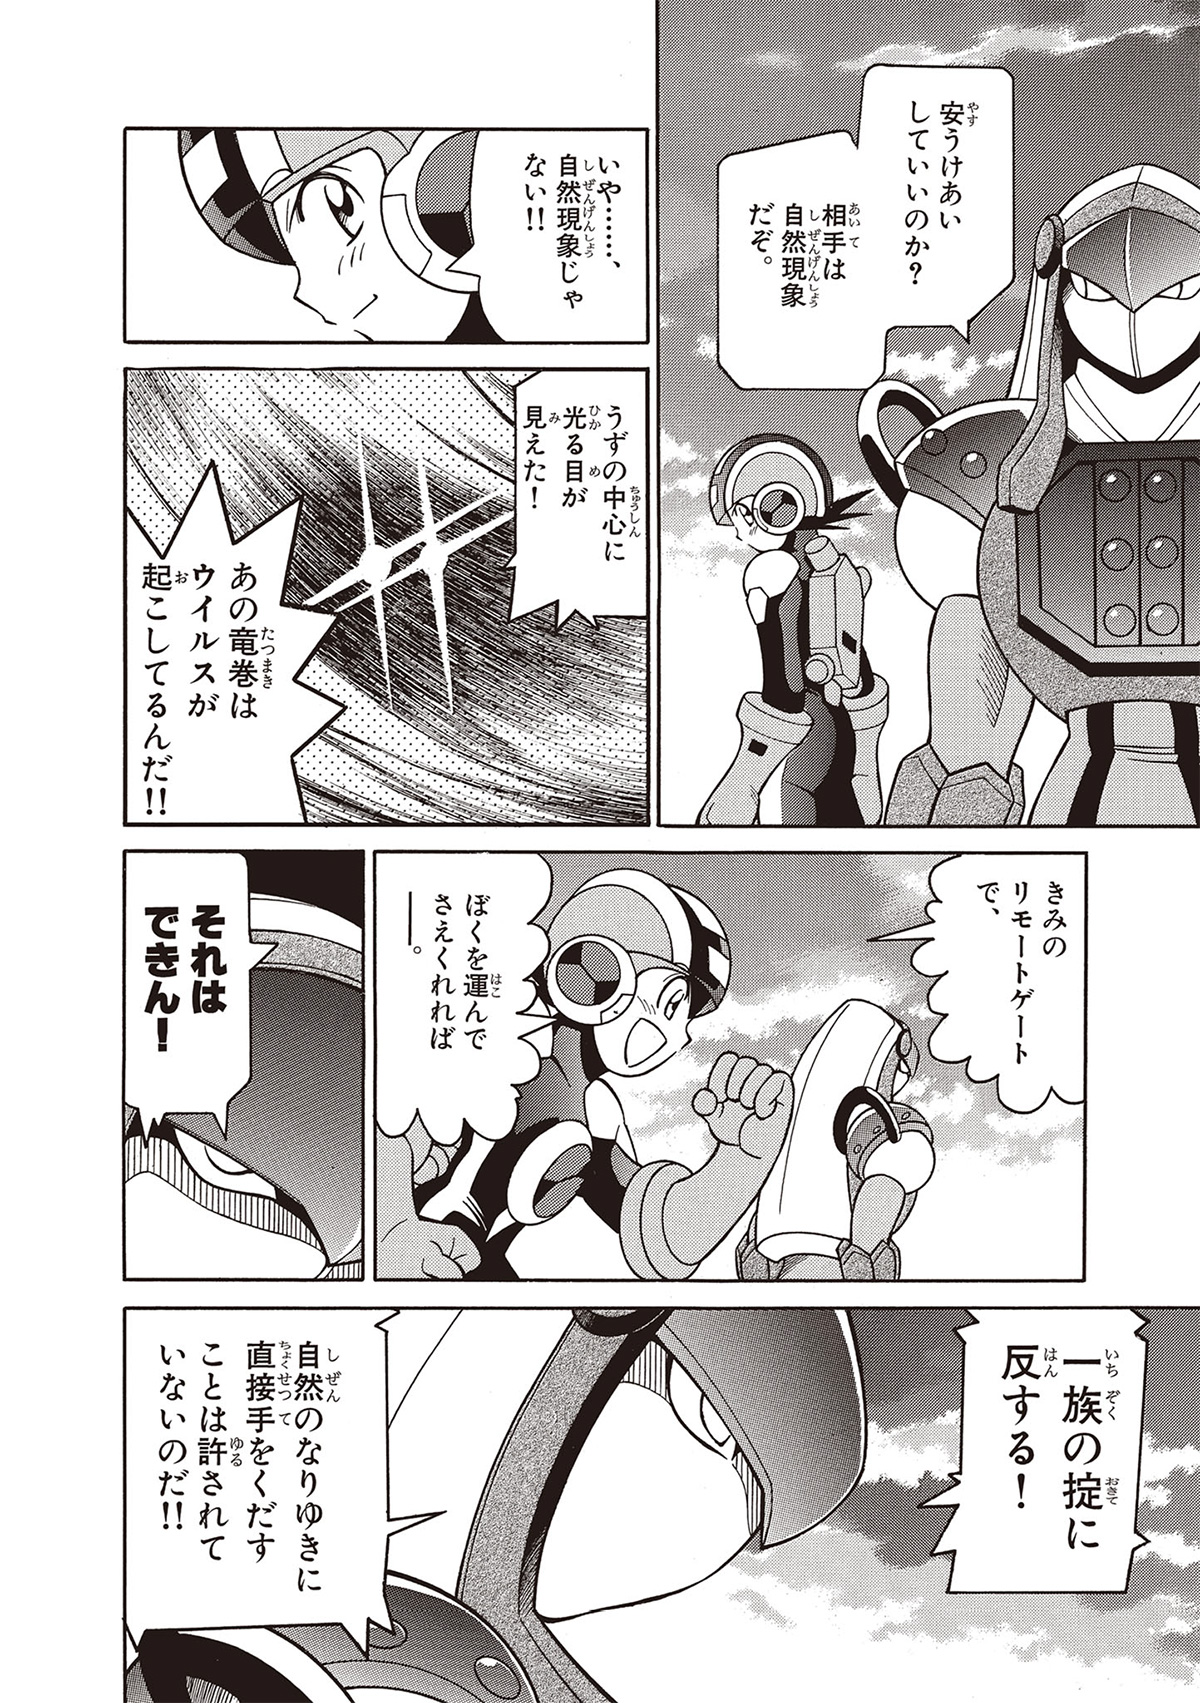 安うけあい
していいのか？
相手は
自然現象
だぞ。
いや……、
自然現象じゃ
ない!!
うずの中心に
光る目が
見えた！
あの竜巻は
ウイルスが
起こしてるんだ!!
きみの
リモートゲート
で、
ぼくを運んで
さえくれれば
――。
それは
できん！
一族の掟に
反する！
自然のなりゆきに
直接手をくだす
ことは許されて
いないのだ!!